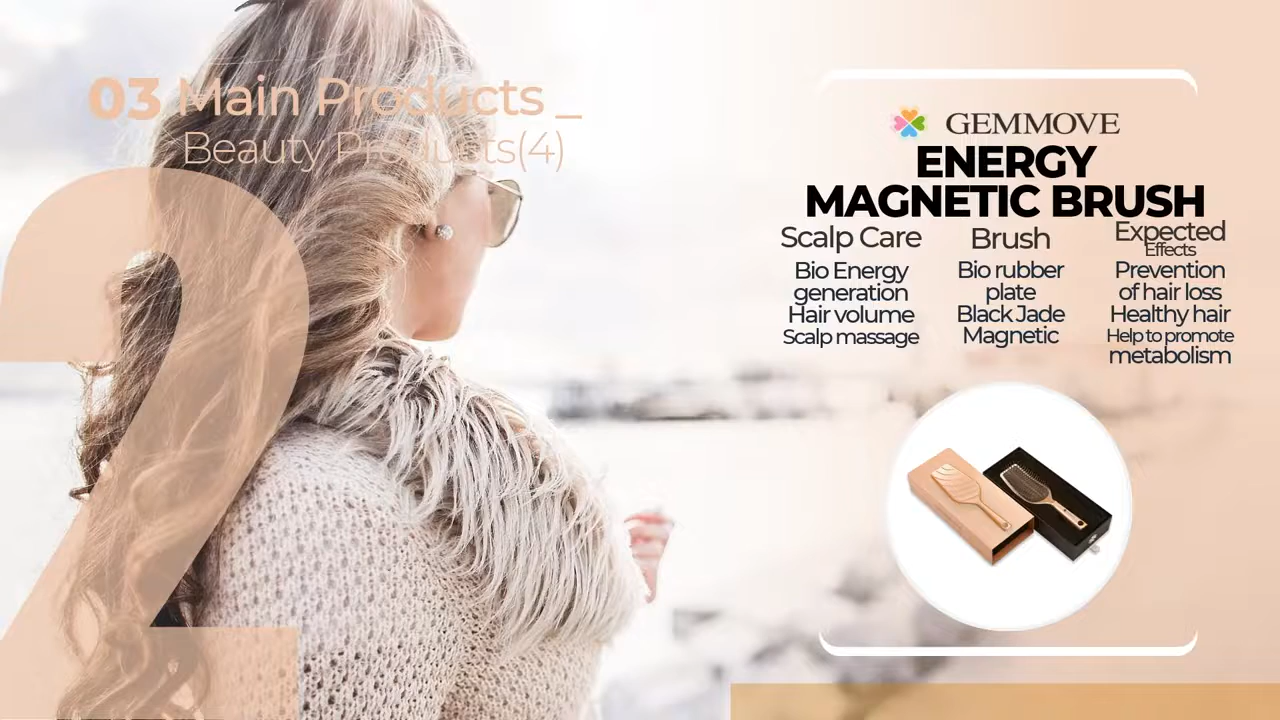 03 Main Products _
Beauty Products(4)
2
GEMMOVE
ENERGY
MAGNETIC BRUSH
Scalp Care
Bio Energy
generation
Hair volume
Scalp massage
Brush
Bio rubber
plate
Black Jade
Magnetic
Expected
Effects
Prevention
of hair loss
Healthy hair
Help to promote
metabolism